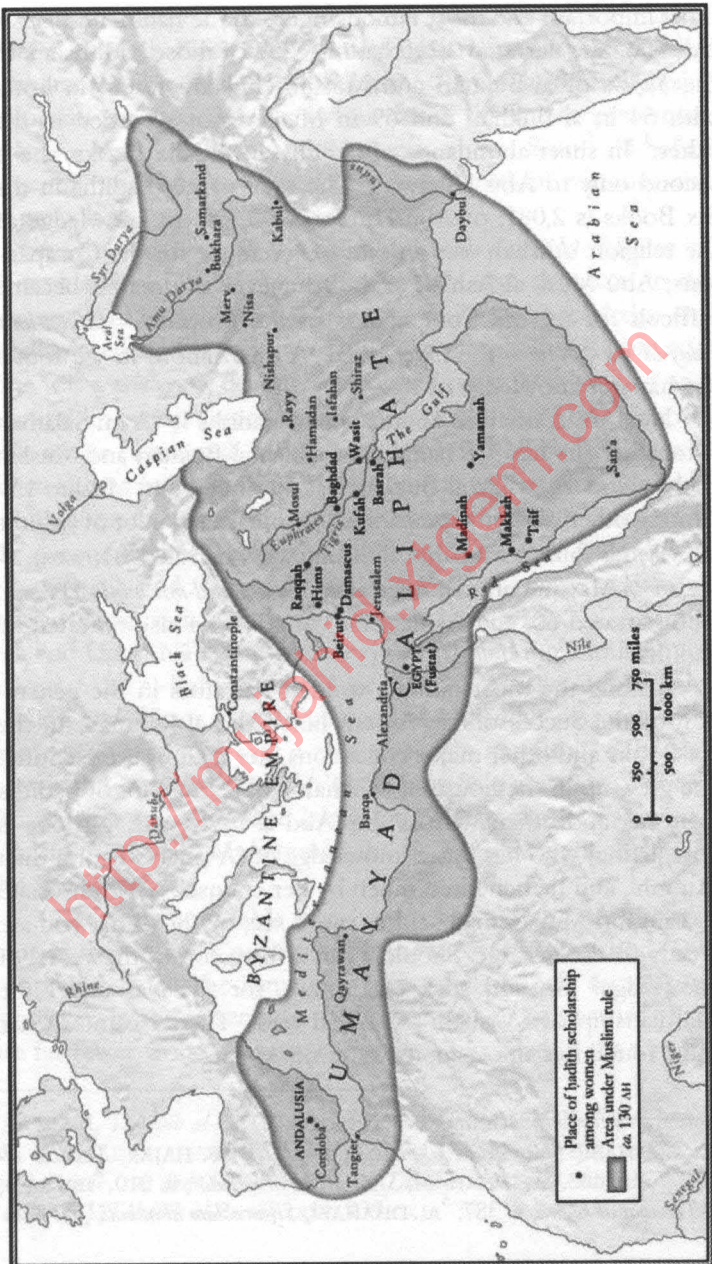 Syr Darya
Aral
Sea
Amu Darya
Samarkand
Bukhara
Kabul
Merv
Nisa
Nishapur
Indus
Daybul
Arabian
Sea
Volga
Caspian Sea
Rayy
Hamadan
Isfahan
Shiraz
Mosul
Euphrates
Tigris
Baghdad
Wasit
Kufah
Basrah
The Gulf
Yamamah
San'a
Raqqah
Hims
Damascus
Beirut
Jerusalem
Madinah
Makkah
Taif
Red Sea
Black Sea
Constantinople
Danube
BYZANTINE EMPIRE
Mediterranean Sea
Alexandria
EGYPT
(Fustat)
Nile
Barqa
UMAYYAD CALIPHATE
Rhine
Qayrawan
ANDALUSIA
Cordoba
Tangier
Niger
Senegal
0 250 500 750 miles
0 500 1000 km
Place of ḥadīth scholarship
among women
Area under Muslim rule
ca. 130 AH
http://mujahid.xtgem.com